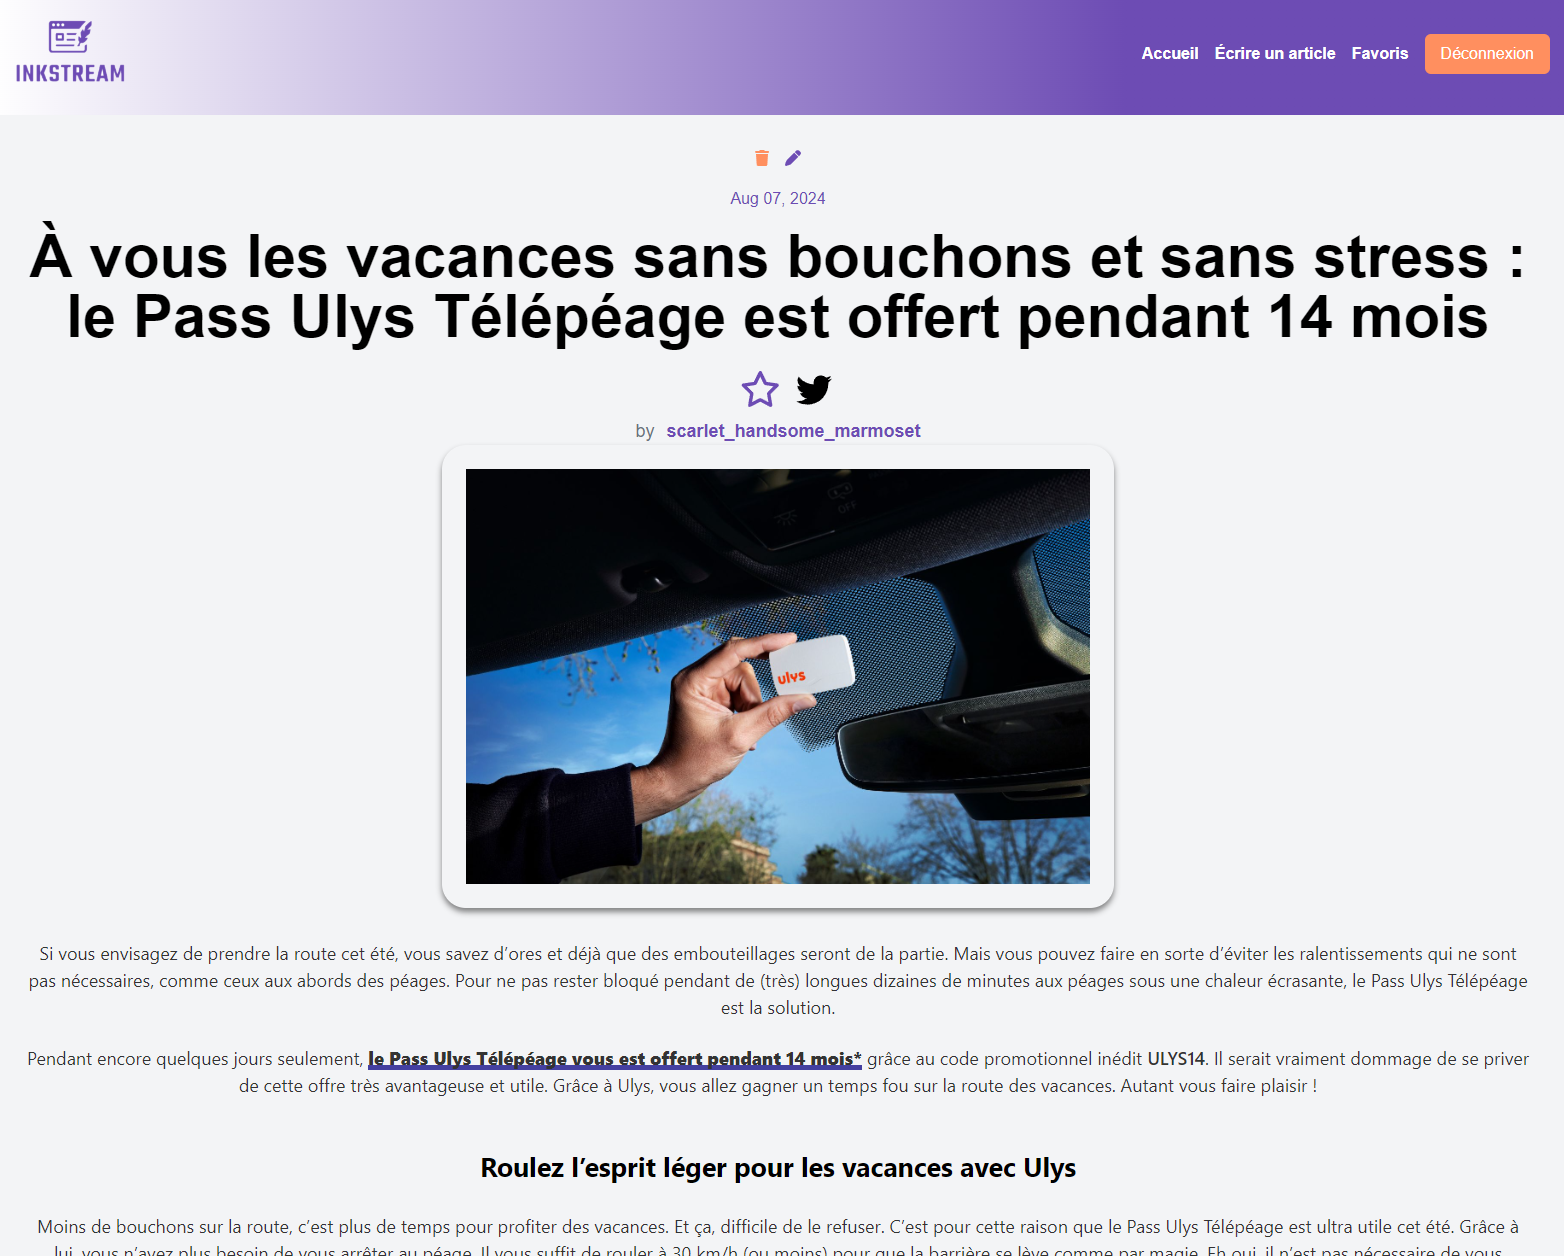 INKSTREAM
Accueil Écrire un article Favoris Déconnexion
Aug 07, 2024
À vous les vacances sans bouchons et sans stress :
le Pass Ulys Télépéage est offert pendant 14 mois
by scarlet_handsome_marmoset
OFF
ulys
Si vous envisagez de prendre la route cet été, vous savez d’ores et déjà que des embouteillages seront de la partie. Mais vous pouvez faire en sorte d’éviter les ralentissements qui ne sont
pas nécessaires, comme ceux aux abords des péages. Pour ne pas rester bloqué pendant de (très) longues dizaines de minutes aux péages sous une chaleur écrasante, le Pass Ulys Télépéage
est la solution.
Pendant encore quelques jours seulement, le Pass Ulys Télépéage vous est offert pendant 14 mois* grâce au code promotionnel inédit ULYS14. Il serait vraiment dommage de se priver
de cette offre très avantageuse et utile. Grâce à Ulys, vous allez gagner un temps fou sur la route des vacances. Autant vous faire plaisir !
Roulez l’esprit léger pour les vacances avec Ulys
Moins de bouchons sur la route, c’est plus de temps pour profiter des vacances. Et ça, difficile de le refuser. C’est pour cette raison que le Pass Ulys Télépéage est ultra utile cet été. Grâce à
lui, vous n’avez plus besoin de vous arrêter au péage. Il vous suffit de rouler à 30 km/h (ou moins) pour que la barrière se lève comme par magie. Eh oui, il n’est pas nécessaire de vous